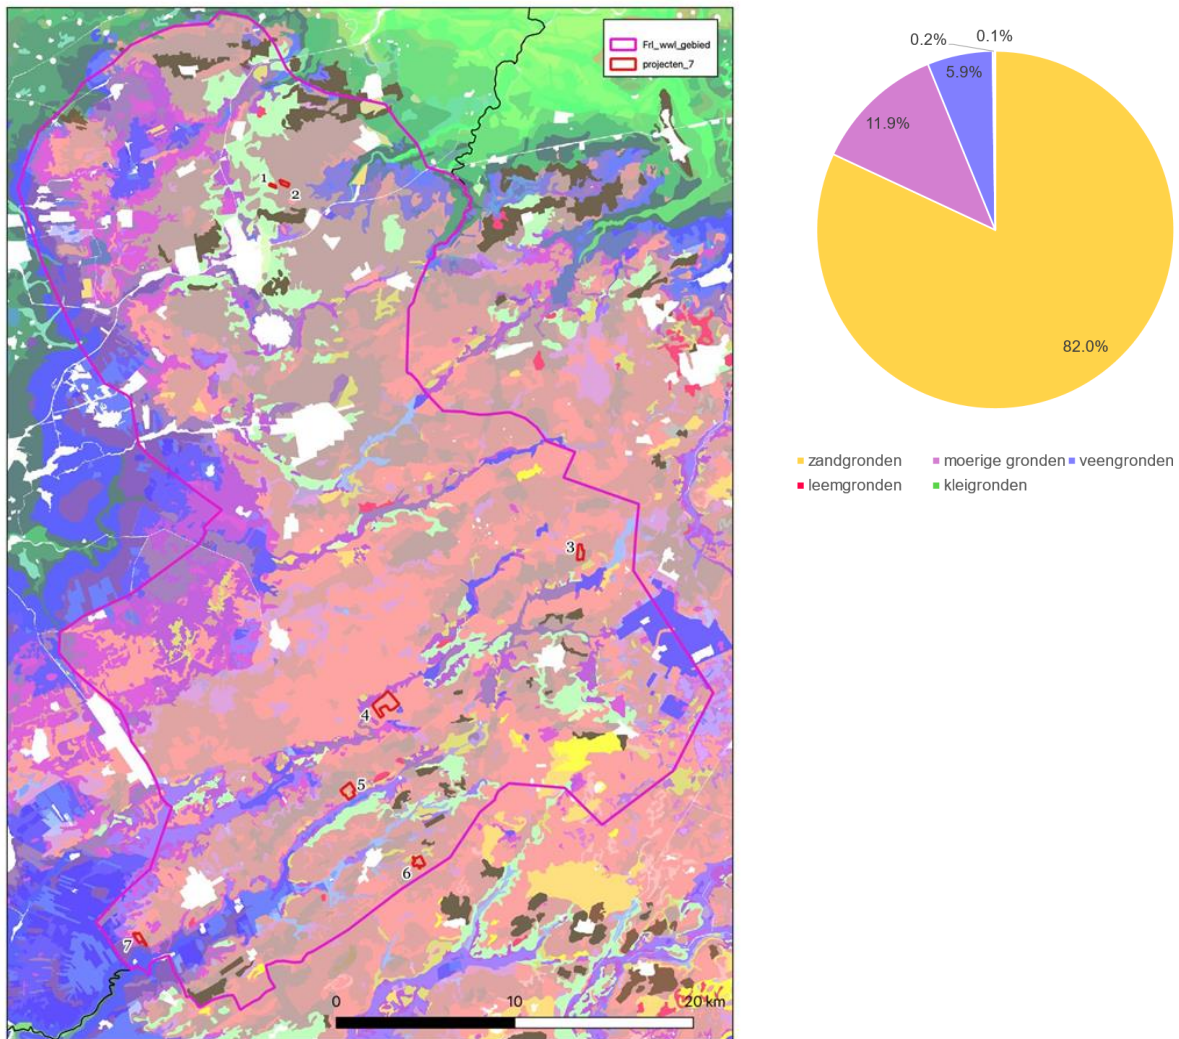 Frl_wwl_gebied
projecten_7
1
2
3
4
5
6
7
0 10 20 km
0.2% 0.1%
5.9%
11.9%
82.0%
zandgronden moerige gronden veengronden
leemgronden kleigronden